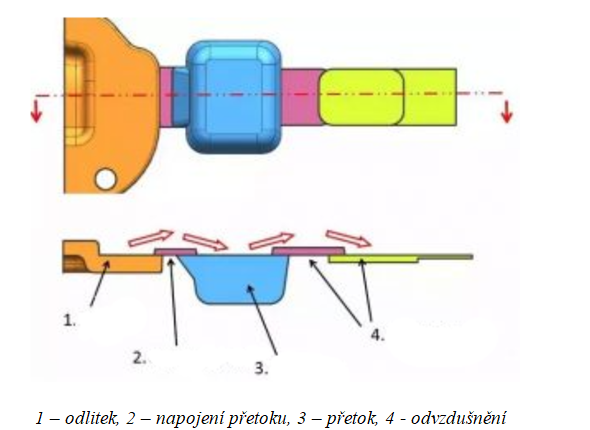 1.
2.
3.
4.
1 – odlitek, 2 – napojení přetoku, 3 – přetok, 4 - odvzdušnění